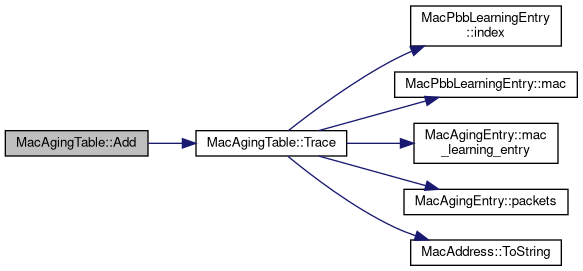 MacAgingTable::Add
MacAgingTable::Trace
MacPbbLearningEntry
::index
MacPbbLearningEntry::mac
MacAgingEntry::mac
_learning_entry
MacAgingEntry::packets
MacAddress::ToString